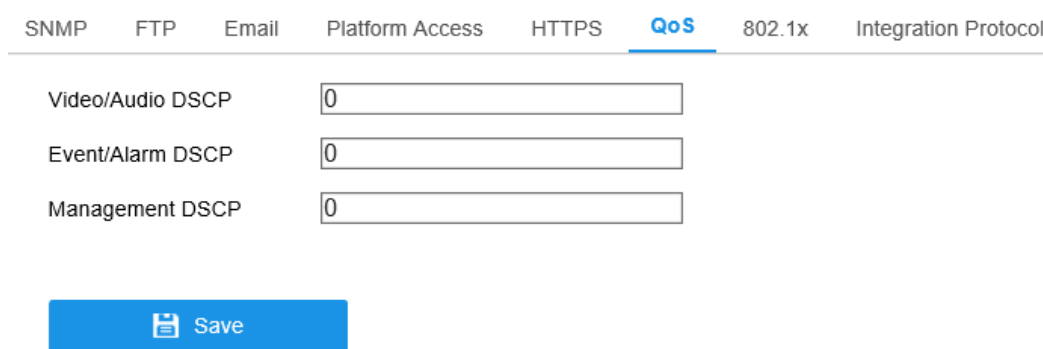 SNMP FTP Email Platform Access HTTPS QoS 802.1x Integration Protocol
Video/Audio DSCP 0
Event/Alarm DSCP 0
Management DSCP 0
Save